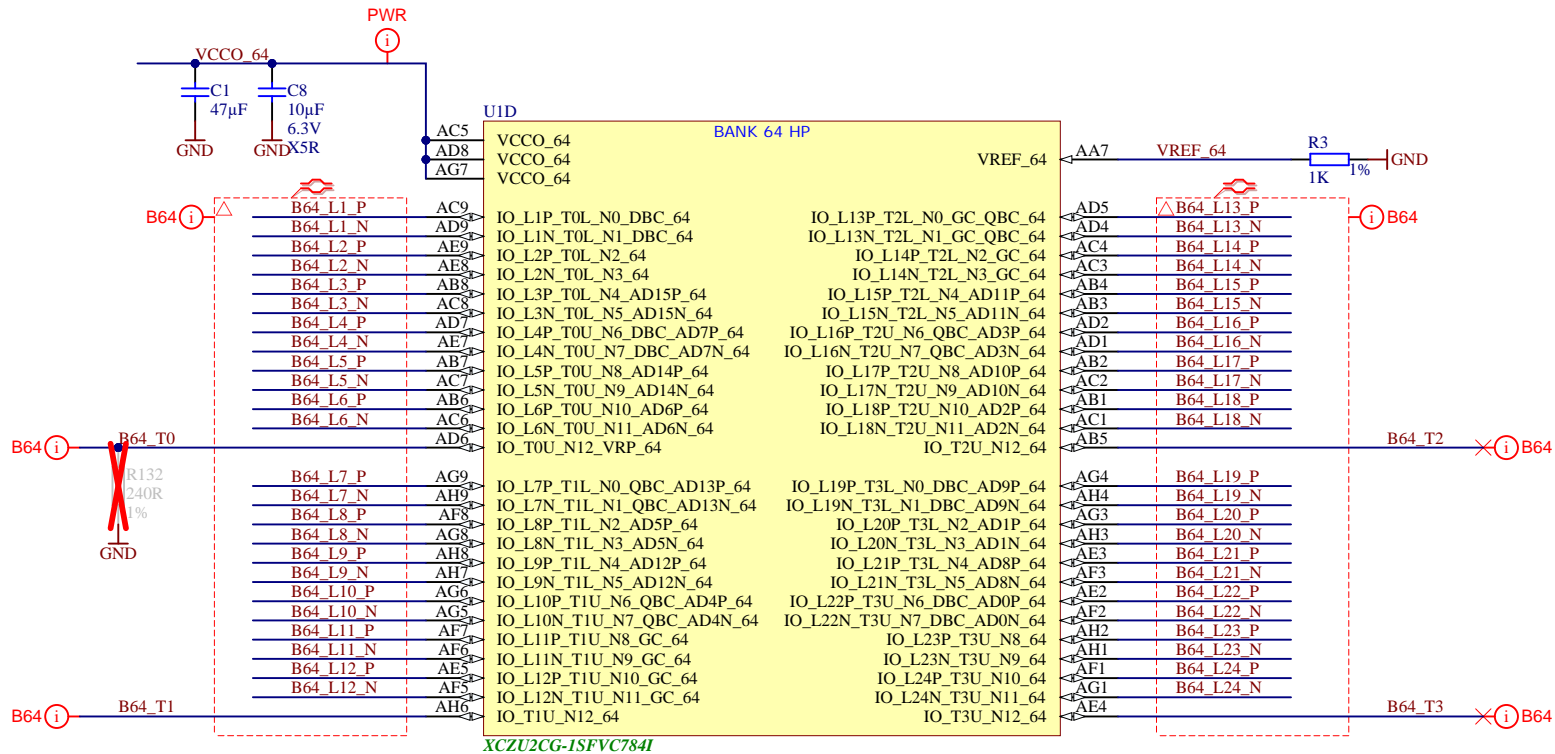 PWR
i
VCCO_64
C1
47µF
C8
10µF
6.3V
X5R
GND
GND
U1D
BANK 64 HP
AC5 VCCO_64
AD8 VCCO_64
AG7 VCCO_64
VREF_64 AA7 VREF_64
R3
1K
1%
GND
B64 i
i B64
B64_L1_P AC9 IO_L1P_T0L_N0_DBC_64 IO_L13P_T2L_N0_GC_QBC_64 AD5 B64_L13_P
B64_L1_N AD9 IO_L1N_T0L_N1_DBC_64 IO_L13N_T2L_N1_GC_QBC_64 AD4 B64_L13_N
B64_L2_P AE9 IO_L2P_T0L_N2_64 IO_L14P_T2L_N2_GC_64 AC4 B64_L14_P
B64_L2_N AE8 IO_L2N_T0L_N3_64 IO_L14N_T2L_N3_GC_64 AC3 B64_L14_N
B64_L3_P AB8 IO_L3P_T0L_N4_AD15P_64 IO_L15P_T2L_N4_AD11P_64 AB4 B64_L15_P
B64_L3_N AC8 IO_L3N_T0L_N5_AD15N_64 IO_L15N_T2L_N5_AD11N_64 AB3 B64_L15_N
B64_L4_P AD7 IO_L4P_T0U_N6_DBC_AD7P_64 IO_L16P_T2U_N6_QBC_AD3P_64 AD2 B64_L16_P
B64_L4_N AE7 IO_L4N_T0U_N7_DBC_AD7N_64 IO_L16N_T2U_N7_QBC_AD3N_64 AD1 B64_L16_N
B64_L5_P AB7 IO_L5P_T0U_N8_AD14P_64 IO_L17P_T2U_N8_AD10P_64 AB2 B64_L17_P
B64_L5_N AC7 IO_L5N_T0U_N9_AD14N_64 IO_L17N_T2U_N9_AD10N_64 AC2 B64_L17_N
B64_L6_P AB6 IO_L6P_T0U_N10_AD6P_64 IO_L18P_T2U_N10_AD2P_64 AB1 B64_L18_P
B64_L6_N AC6 IO_L6N_T0U_N11_AD6N_64 IO_L18N_T2U_N11_AD2N_64 AC1 B64_L18_N
B64 i B64_T0 AD6 IO_T0U_N12_VRP_64 IO_T2U_N12_64 AB5 B64_T2 i B64
R132
240R
1%
GND
B64_L7_P AG9 IO_L7P_T1L_N0_QBC_AD13P_64 IO_L19P_T3L_N0_DBC_AD9P_64 AG4 B64_L19_P
B64_L7_N AH9 IO_L7N_T1L_N1_QBC_AD13N_64 IO_L19N_T3L_N1_DBC_AD9N_64 AH4 B64_L19_N
B64_L8_P AF8 IO_L8P_T1L_N2_AD5P_64 IO_L20P_T3L_N2_AD1P_64 AG3 B64_L20_P
B64_L8_N AG8 IO_L8N_T1L_N3_AD5N_64 IO_L20N_T3L_N3_AD1N_64 AH3 B64_L20_N
B64_L9_P AH8 IO_L9P_T1L_N4_AD12P_64 IO_L21P_T3L_N4_AD8P_64 AE3 B64_L21_P
B64_L9_N AH7 IO_L9N_T1L_N5_AD12N_64 IO_L21N_T3L_N5_AD8N_64 AF3 B64_L21_N
B64_L10_P AG6 IO_L10P_T1U_N6_QBC_AD4P_64 IO_L22P_T3U_N6_DBC_AD0P_64 AE2 B64_L22_P
B64_L10_N AG5 IO_L10N_T1U_N7_QBC_AD4N_64 IO_L22N_T3U_N7_DBC_AD0N_64 AF2 B64_L22_N
B64_L11_P AF7 IO_L11P_T1U_N8_GC_64 IO_L23P_T3U_N8_64 AH2 B64_L23_P
B64_L11_N AF6 IO_L11N_T1U_N9_GC_64 IO_L23N_T3U_N9_64 AH1 B64_L23_N
B64_L12_P AE5 IO_L12P_T1U_N10_GC_64 IO_L24P_T3U_N10_64 AF1 B64_L24_P
B64_L12_N AF5 IO_L12N_T1U_N11_GC_64 IO_L24N_T3U_N11_64 AG1 B64_L24_N
B64 i B64_T1 AH6 IO_T1U_N12_64 IO_T3U_N12_64 AE4 B64_T3 i B64
XCZU2CG-1SFVC784I